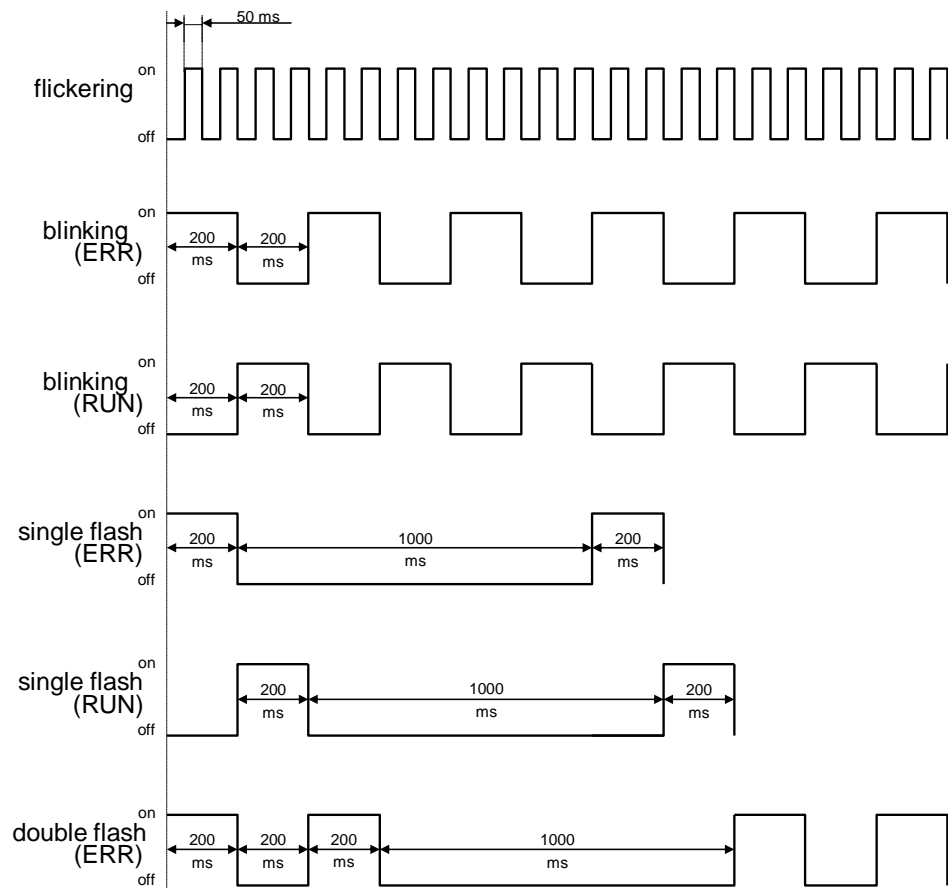 50 ms
on
flickering
off
on
blinking
(ERR)
200
ms
200
ms
off
on
blinking
(RUN)
200
ms
200
ms
off
on
single flash
(ERR)
200
ms
1000
ms
200
ms
off
on
single flash
(RUN)
200
ms
1000
ms
200
ms
off
on
double flash
(ERR)
200
ms
200
ms
200
ms
1000
ms
off